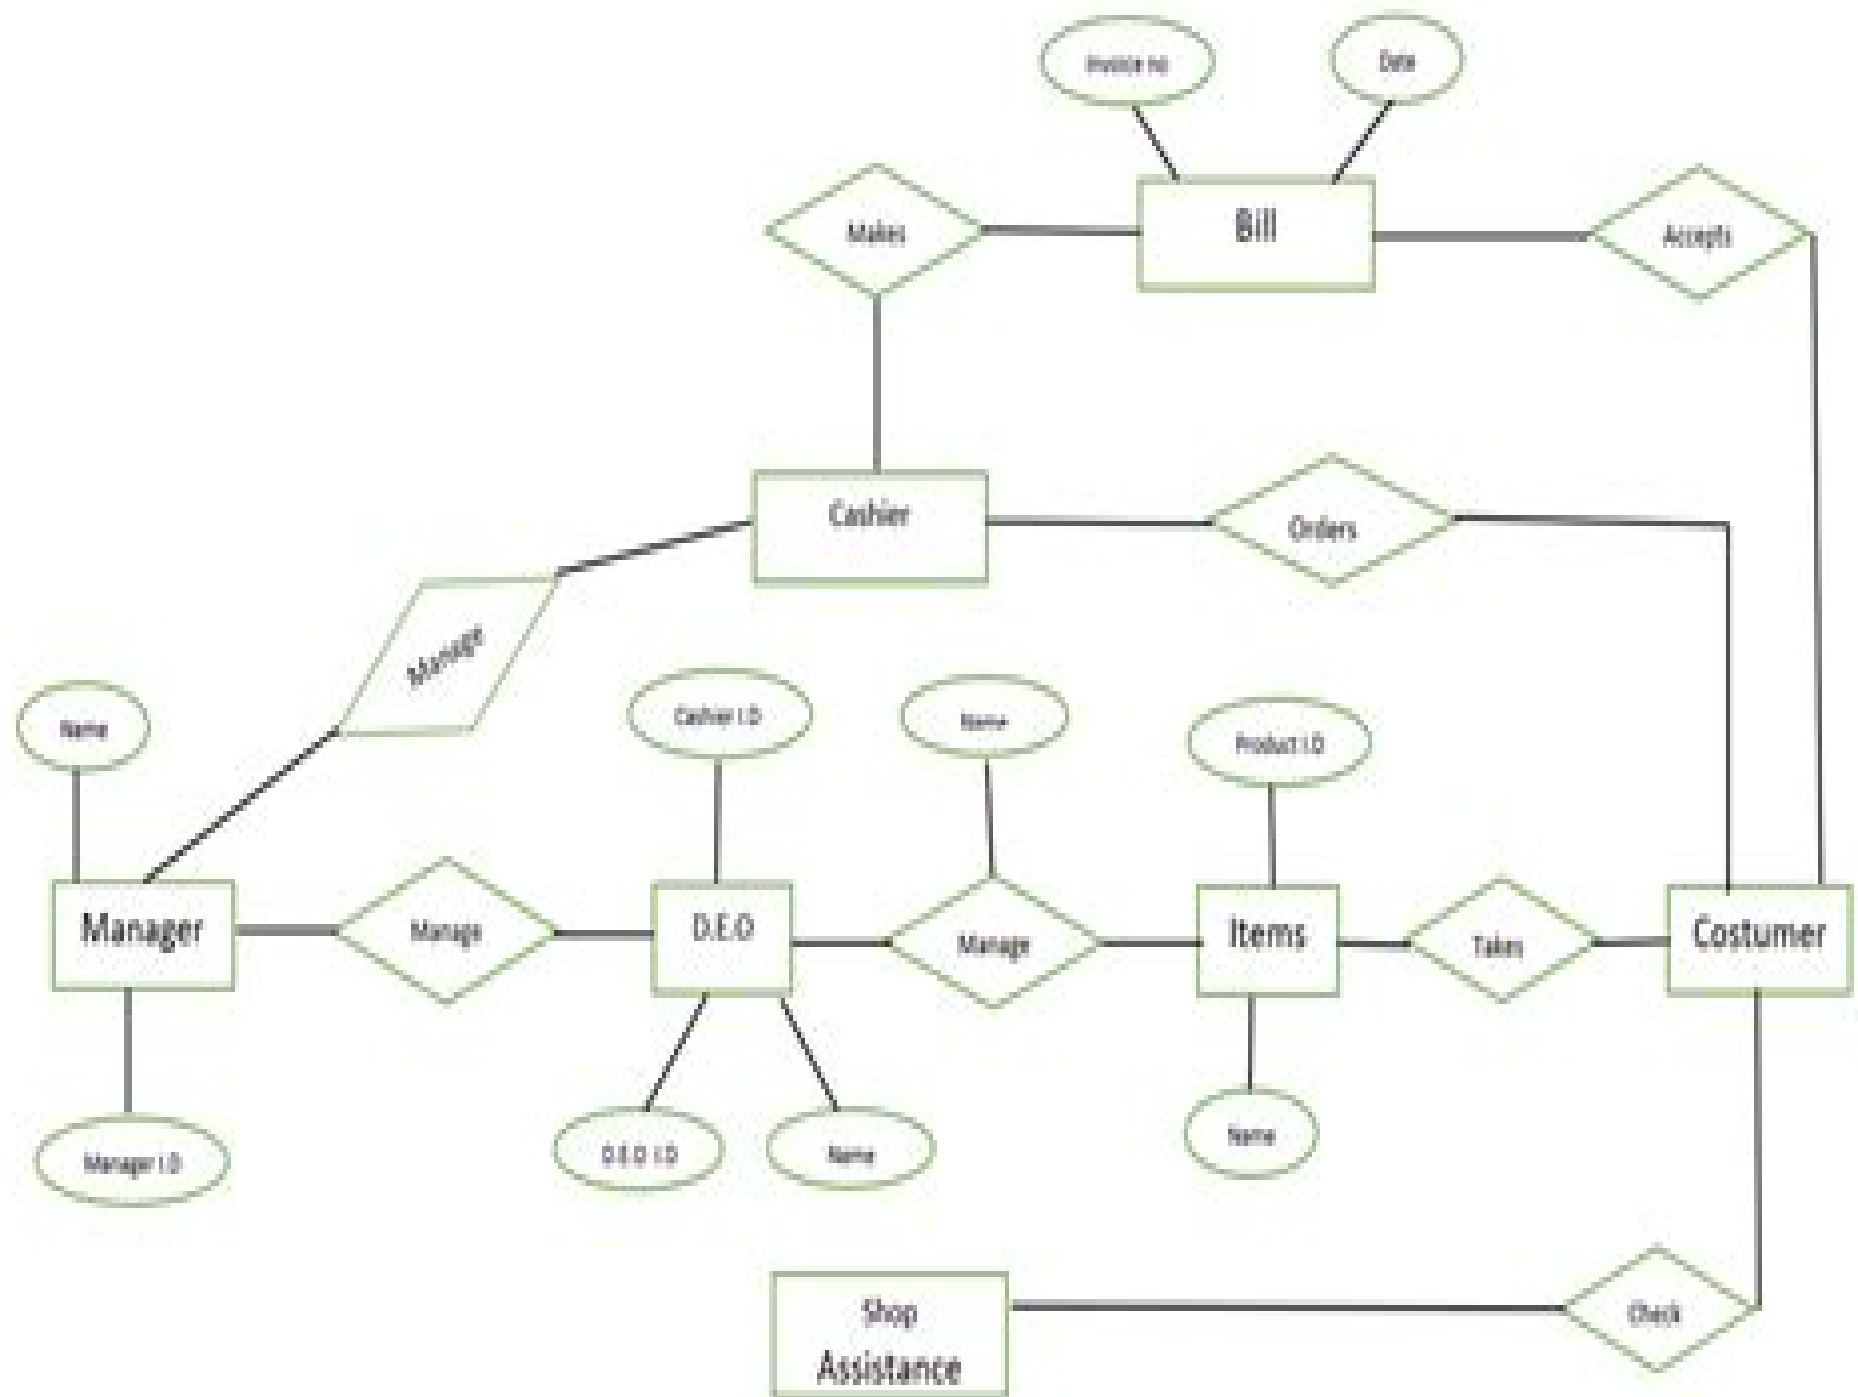 Invoice no
Date
Makes
Bill
Accepts
Cashier
Orders
Manage
Name
Cashier I.D
Name
Product I.D
Manager
Manage
D.E.O
Manage
Items
Takes
Costumer
Manager I.D
D.E.O I.D
Name
Name
Shop
Assistance
Check